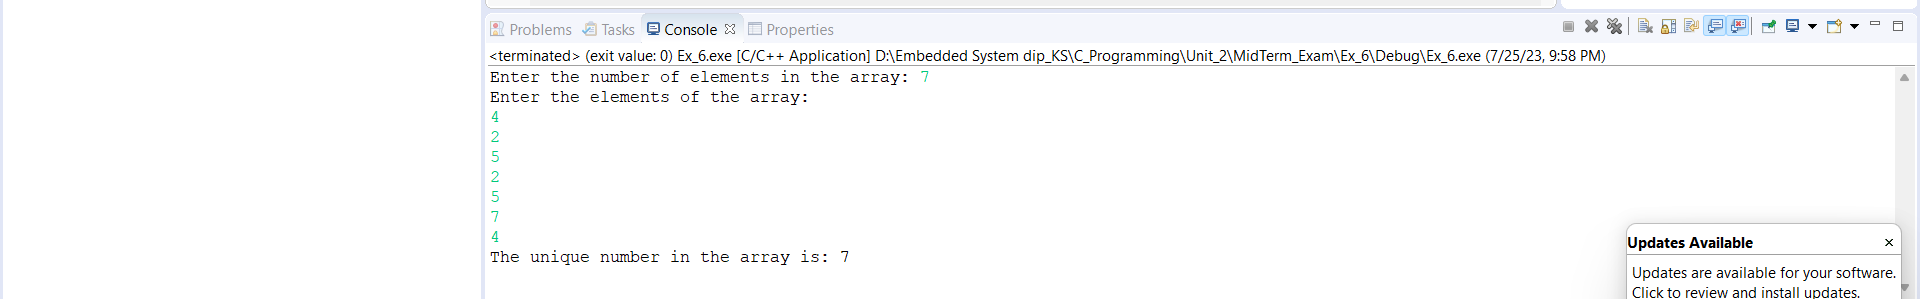 Problems Tasks Console Properties
<terminated> (exit value: 0) Ex_6.exe [C/C++ Application] D:\Embedded System dip_KS\C_Programming\Unit_2\MidTerm_Exam\Ex_6\Debug\Ex_6.exe (7/25/23, 9:58 PM)
Enter the number of elements in the array: 7
Enter the elements of the array:
4
2
5
2
5
7
4
The unique number in the array is: 7
Updates Available
Updates are available for your software.
Click to review and install updates.